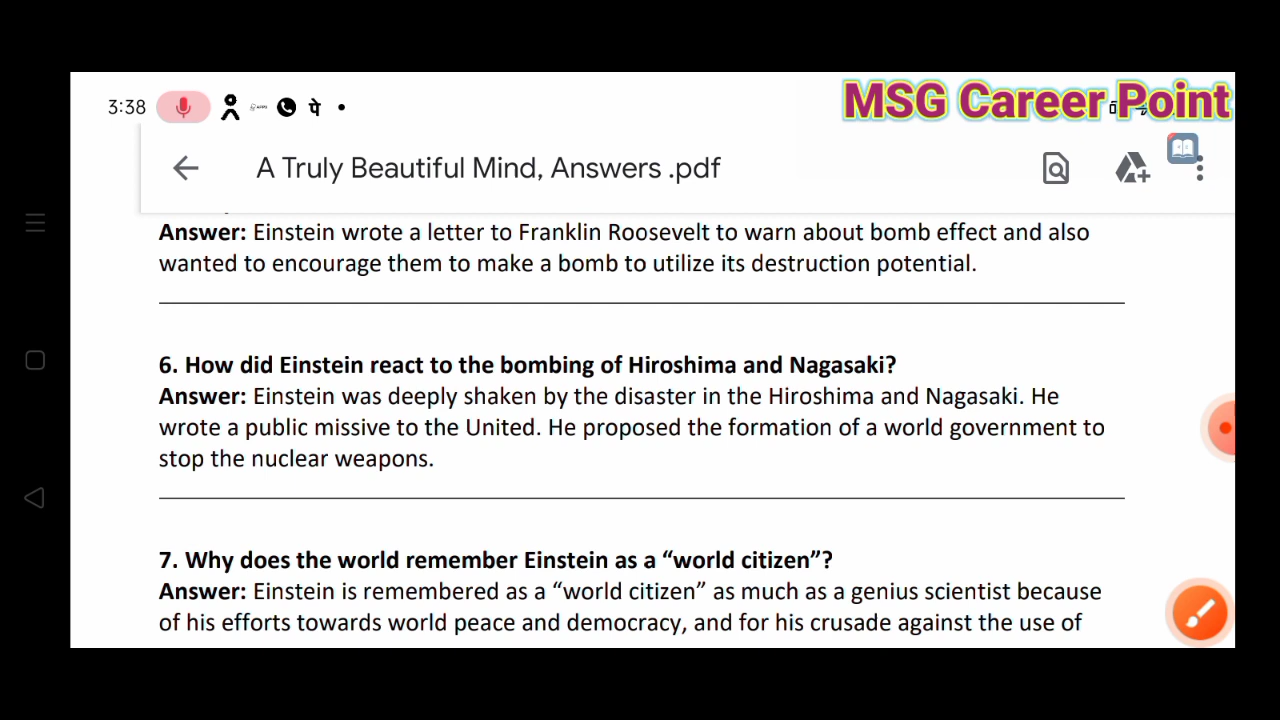 MSG Career Point
3:38 पे
A Truly Beautiful Mind, Answers .pdf
Answer: Einstein wrote a letter to Franklin Roosevelt to warn about bomb effect and also
wanted to encourage them to make a bomb to utilize its destruction potential.
6. How did Einstein react to the bombing of Hiroshima and Nagasaki?
Answer: Einstein was deeply shaken by the disaster in the Hiroshima and Nagasaki. He
wrote a public missive to the United. He proposed the formation of a world government to
stop the nuclear weapons.
7. Why does the world remember Einstein as a “world citizen”?
Answer: Einstein is remembered as a “world citizen” as much as a genius scientist because
of his efforts towards world peace and democracy, and for his crusade against the use of